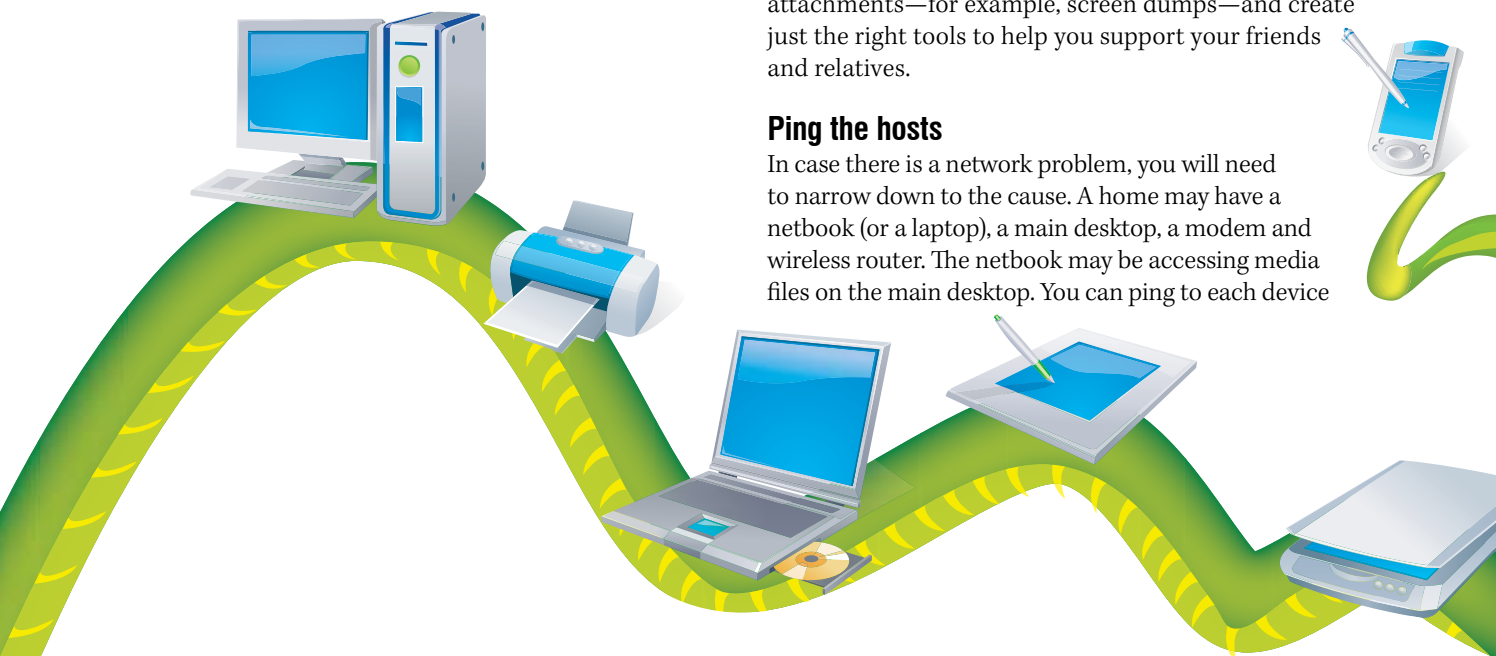 attachments—for example, screen dumps—and create
just the right tools to help you support your friends
and relatives.
Ping the hosts
In case there is a network problem, you will need
to narrow down to the cause. A home may have a
netbook (or a laptop), a main desktop, a modem and
wireless router. The netbook may be accessing media
files on the main desktop. You can ping to each device